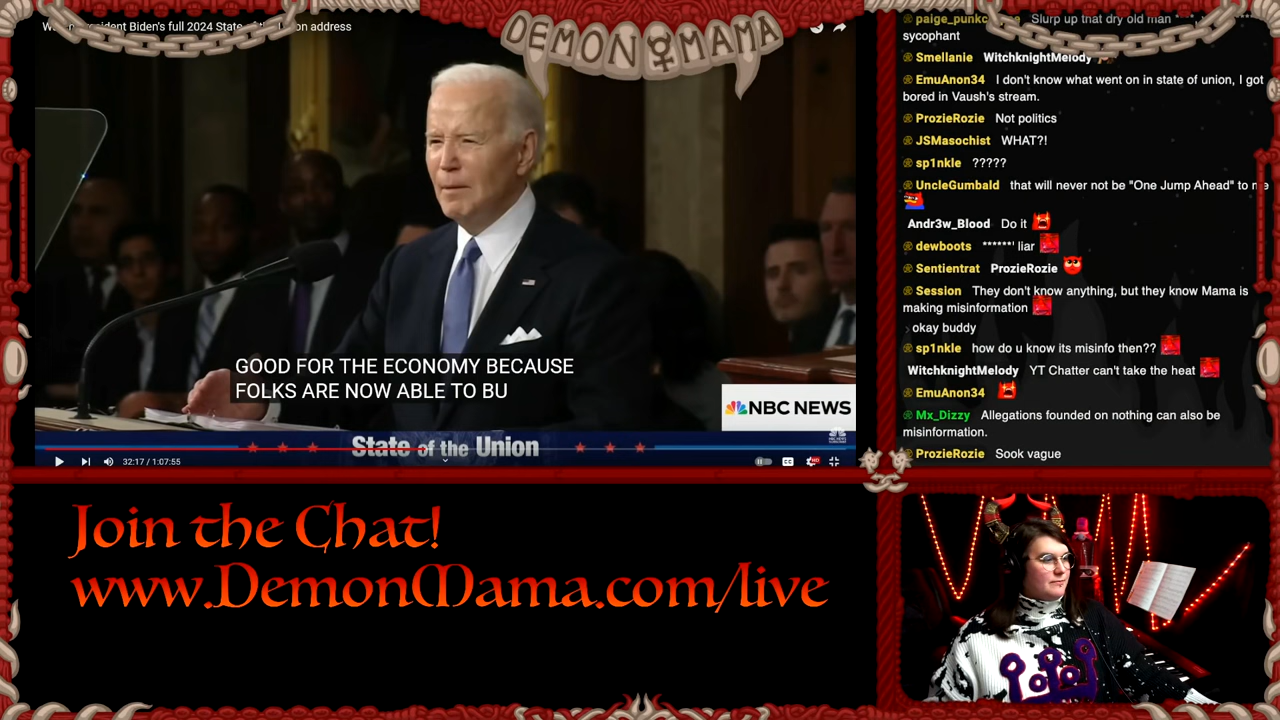 President Biden's full 2024 State
address
DEMON MAMA
GOOD FOR THE ECONOMY BECAUSE
FOLKS ARE NOW ABLE TO BU
NBC NEWS
State of the Union
32:17 / 1:07:55
Slurp up that dry old man
sycophant
Smellanie WitchknightMelody
EmuAnon34 I don't know what went on in state of union, I got
bored in Vaush's stream.
ProzieRozie Not politics
JSMasochist WHAT?!
sp1nkle ?????
UncleGumbald that will never not be "One Jump Ahead" to me
Andr3w_Blood Do it
dewboots ******' liar
Sentientrat ProzieRozie
Session They don't know anything, but they know Mama is
making misinformation
okay buddy
sp1nkle how do u know its misinfo then??
WitchknightMelody YT Chatter can't take the heat
EmuAnon34
Mx_Dizzy Allegations founded on nothing can also be
misinformation.
ProzieRozie Sook vague
Join the Chat!
www.DemonMama.com/live